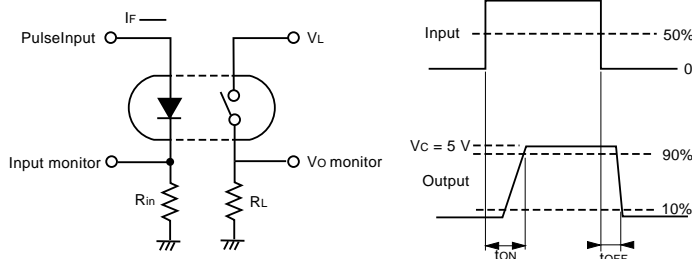 IF
PulseInput
VL
Input monitor
VO monitor
Rin
RL
Input
50%
0
VC = 5 V
90%
Output
10%
tON
tOFF